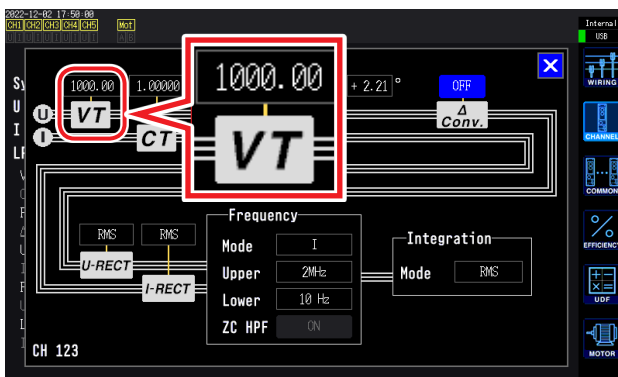 2022-12-02 17:50:00
CH1 CH2 CH3 CH4 CH5 Mot
U I U I U I U I U I A B
Internal
USB
1000.00 1.00000 1000.00 + 2.21 ° OFF
U VT VT Δ Conv.
I CT
WIRING
CHANNEL
COMMON
EFFICIENCY
UDF
MOTOR
RMS RMS
U-RECT
I-RECT
Frequency
Mode I
Upper 2MHz
Lower 10 Hz
ZC HPF ON
Integration
Mode RMS
CH 123